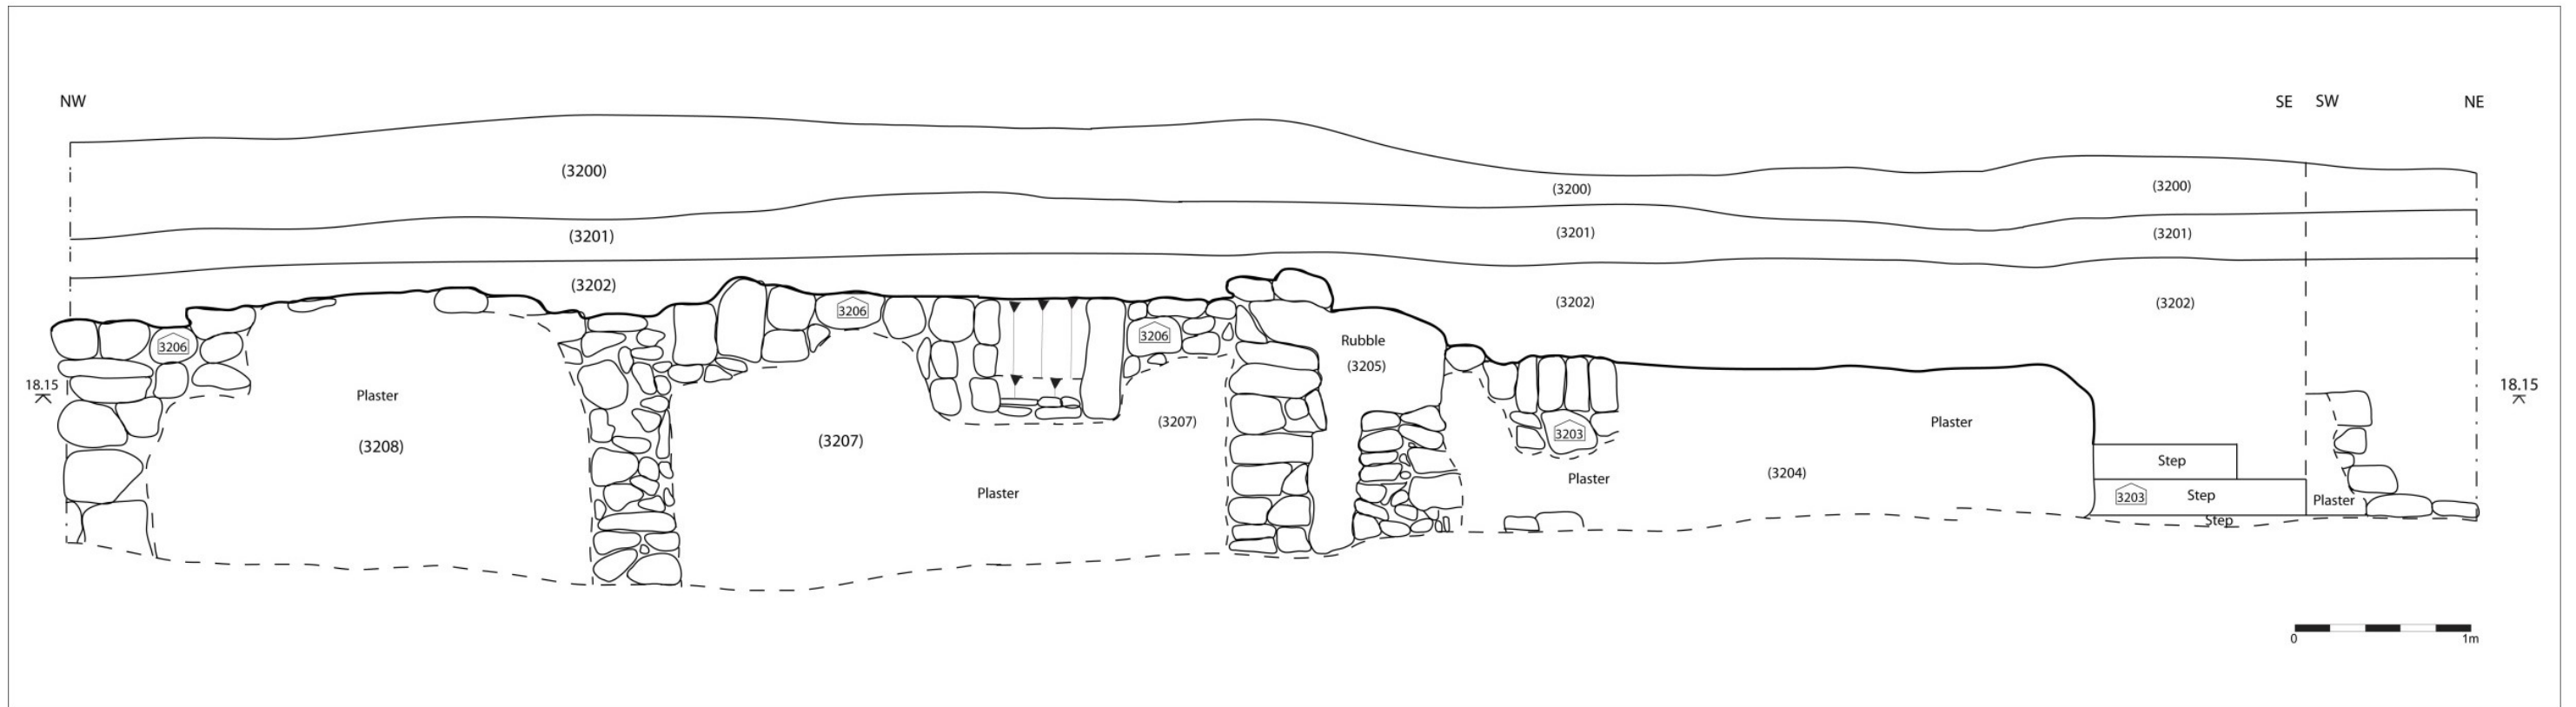 NW
SE SW
NE
(3200)
(3200)
(3200)
(3201)
(3201)
(3201)
(3202)
(3202)
(3202)
3206
3206
3206
Rubble
(3205)
18.15
18.15
Plaster
(3208)
(3207)
(3207)
Plaster
3203
Plaster
Plaster
(3204)
Step
3203
Step
Plaster
Step
0
1m